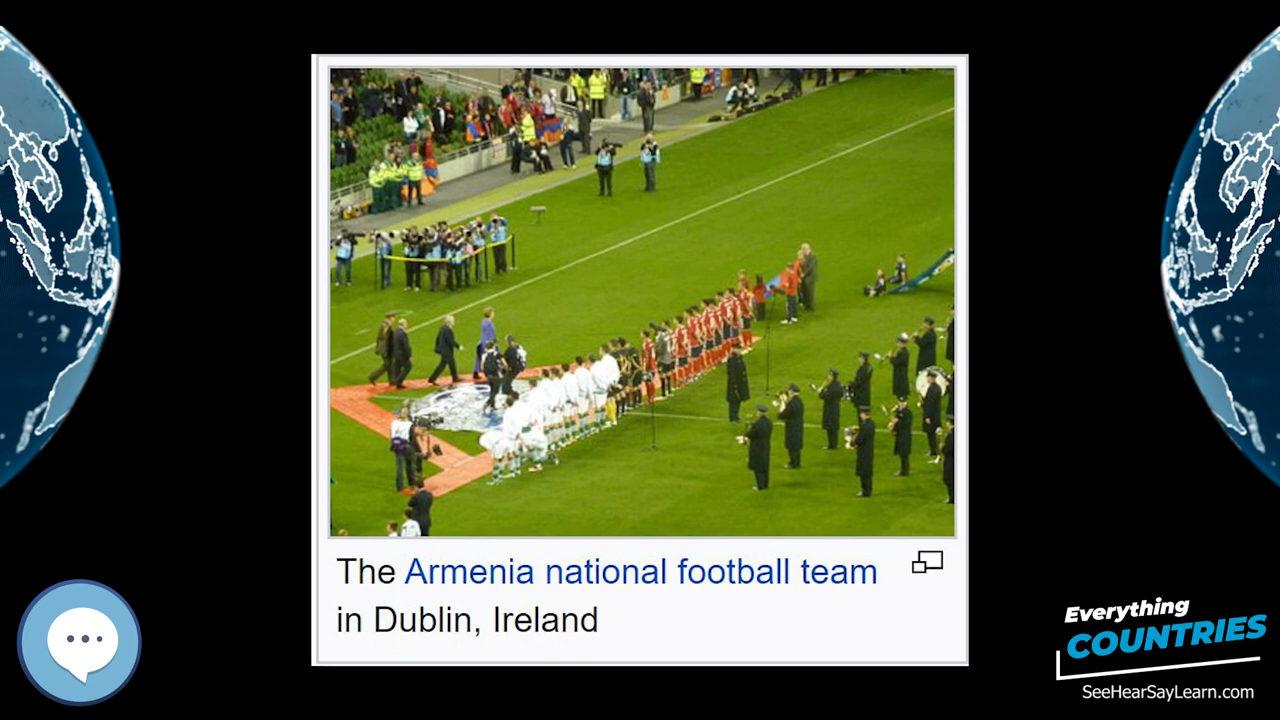 The Armenia national football team
in Dublin, Ireland
Everything
COUNTRIES
SeeHearSayLearn.com